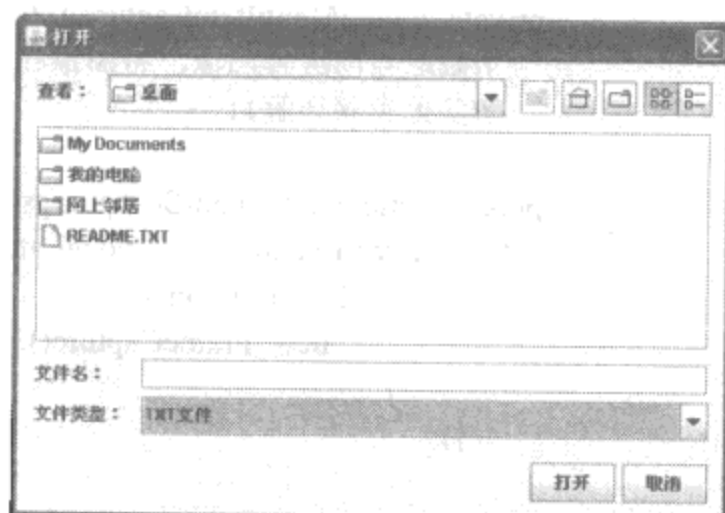 打开
查看： 桌面
My Documents
我的电脑
网上邻居
README.TXT
文件名：
文件类型： TXT文件
打开 取消